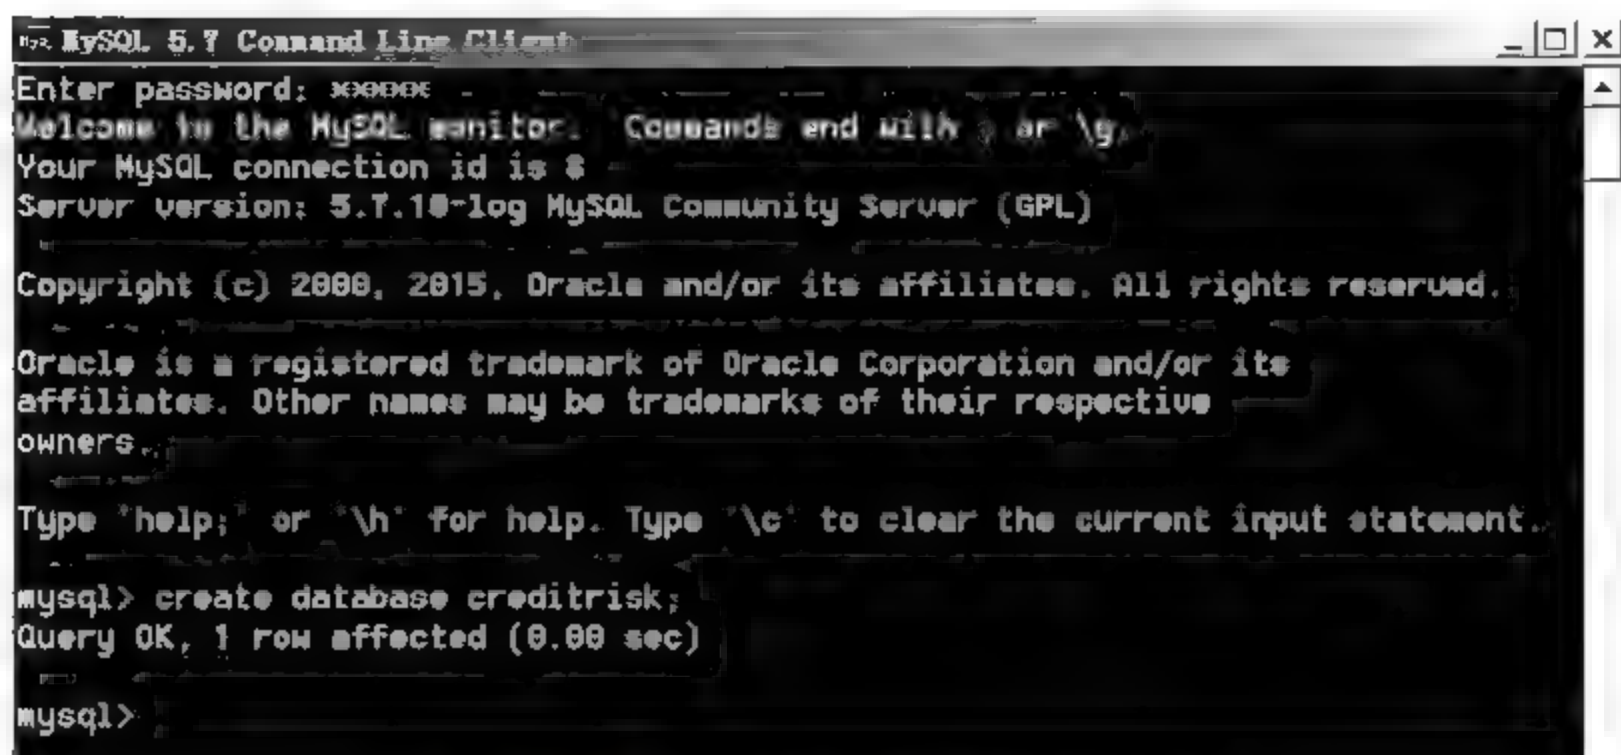 MySQL 5.7 Command Line Client
Enter password: *****
Welcome to the MySQL monitor.  Commands end with ; or \g.
Your MySQL connection id is
Server version: 5.7.10-log MySQL Community Server (GPL)
Copyright (c) 2000, 2015, Oracle and/or its affiliates. All rights reserved.
Oracle is a registered trademark of Oracle Corporation and/or its
affiliates. Other names may be trademarks of their respective
owners.
Type 'help;' or '\h' for help. Type '\c' to clear the current input statement.
mysql> create database creditrisk;
Query OK, 1 row affected (0.00 sec)
mysql>